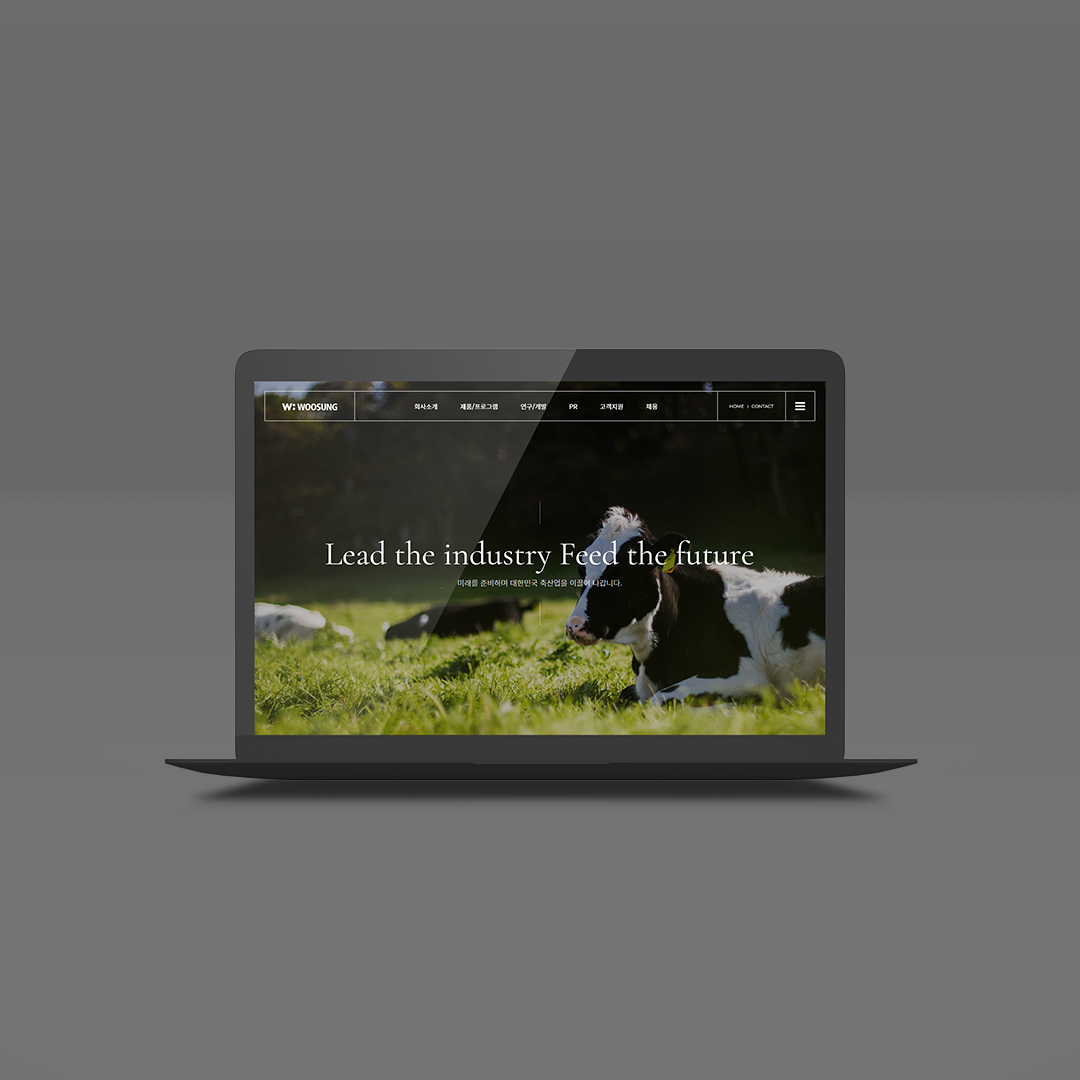 W: WOOSUNG
회사소개 제품/프로그램 연구/개발 PR 고객지원 채용
HOME | CONTACT
Lead the industry Feed the future
미래를 준비하며 대한민국 축산업을 이끌어 나갑니다.